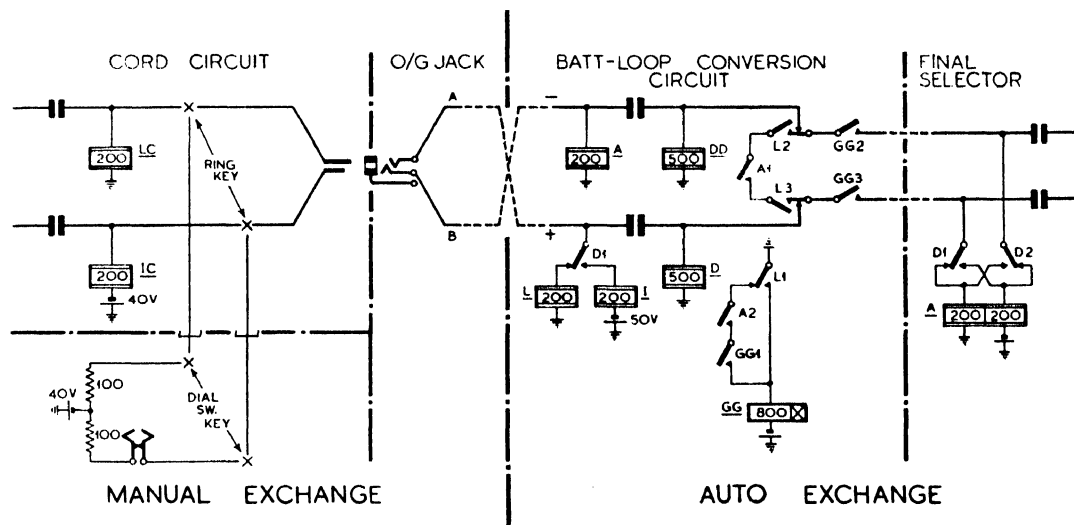 CORD CIRCUIT
O/G JACK
BATT-LOOP CONVERSION
CIRCUIT
FINAL
SELECTOR
200 LC
RING
KEY
200 IC
40V
A
B
−
+
200 A
500 DD
L2
GG2
A1
L3
GG3
D1
L 200
200 I
50V
500 D
L1
A2
GG1
GG 800
D1
D2
A 200 200
40V
100
100
DIAL
SW.
KEY
MANUAL EXCHANGE
AUTO EXCHANGE